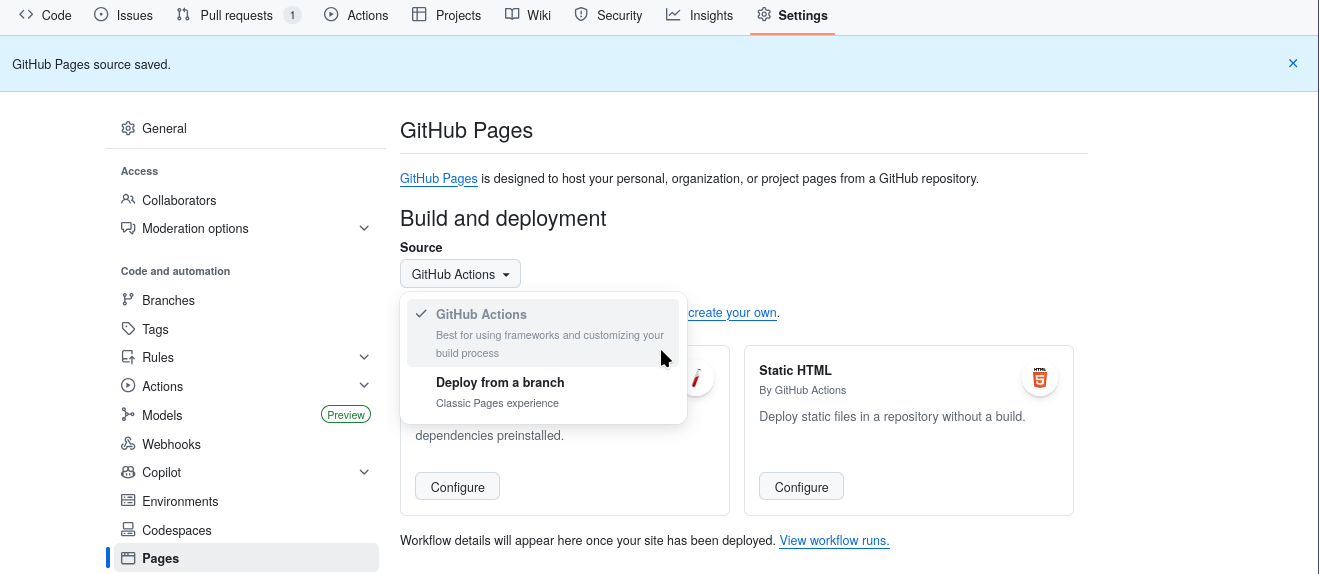 Code Issues Pull requests 1 Actions Projects Wiki Security Insights Settings
GitHub Pages source saved.
General
Access
Collaborators
Moderation options
Code and automation
Branches
Tags
Rules
Actions
Models Preview
Webhooks
Copilot
Environments
Codespaces
Pages
GitHub Pages
GitHub Pages is designed to host your personal, organization, or project pages from a GitHub repository.
Build and deployment
Source
GitHub Actions
GitHub Actions
Best for using frameworks and customizing your
build process
Deploy from a branch
Classic Pages experience
create your own.
dependencies preinstalled.
Configure
Static HTML
By GitHub Actions
HTML
5
Deploy static files in a repository without a build.
Configure
Workflow details will appear here once your site has been deployed. View workflow runs.